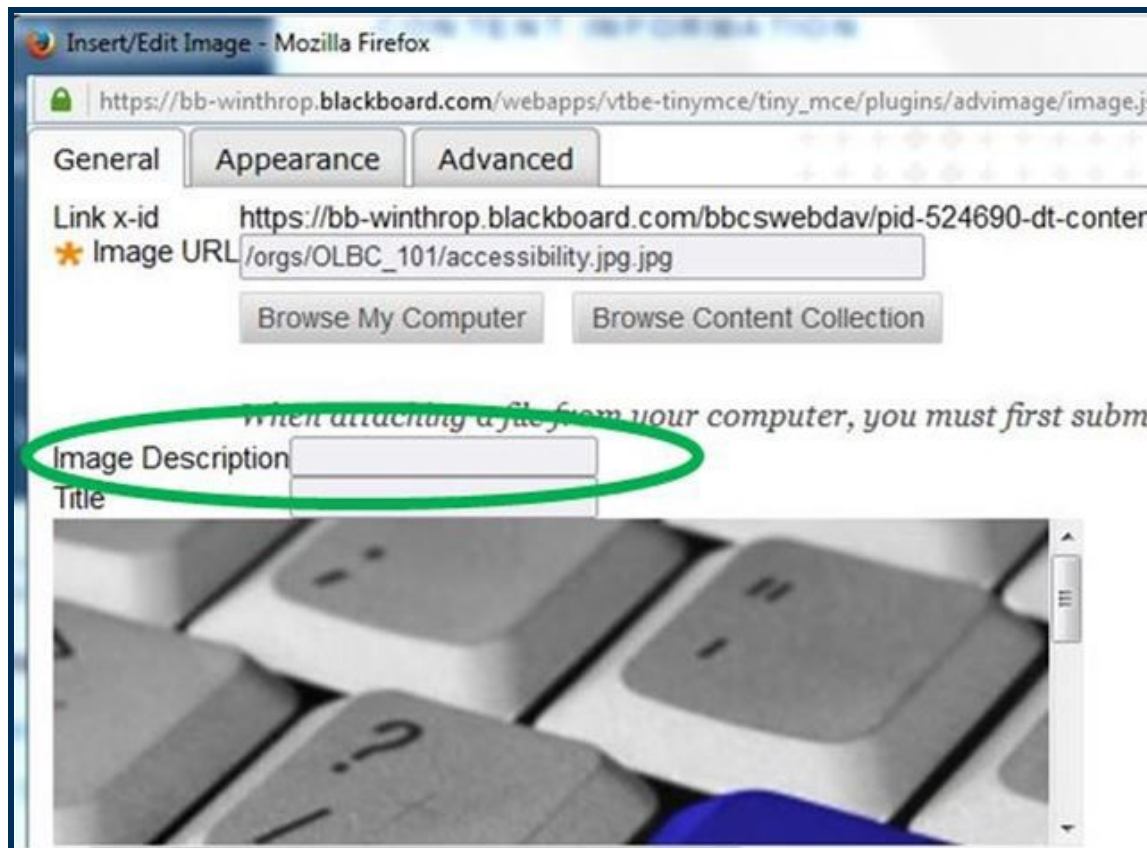 CONTENT INFORMATION
Insert/Edit Image - Mozilla Firefox
https://bb-winthrop.blackboard.com/webapps/vtbe-tinymce/tiny_mce/plugins/advimage/image.j
General Appearance Advanced
Link x-id https://bb-winthrop.blackboard.com/bbcswebdav/pid-524690-dt-conter
* Image URL /orgs/OLBC_101/accessibility.jpg.jpg
Browse My Computer Browse Content Collection
When attaching a file from your computer, you must first subm
Image Description
Title
: ;
" '
? /